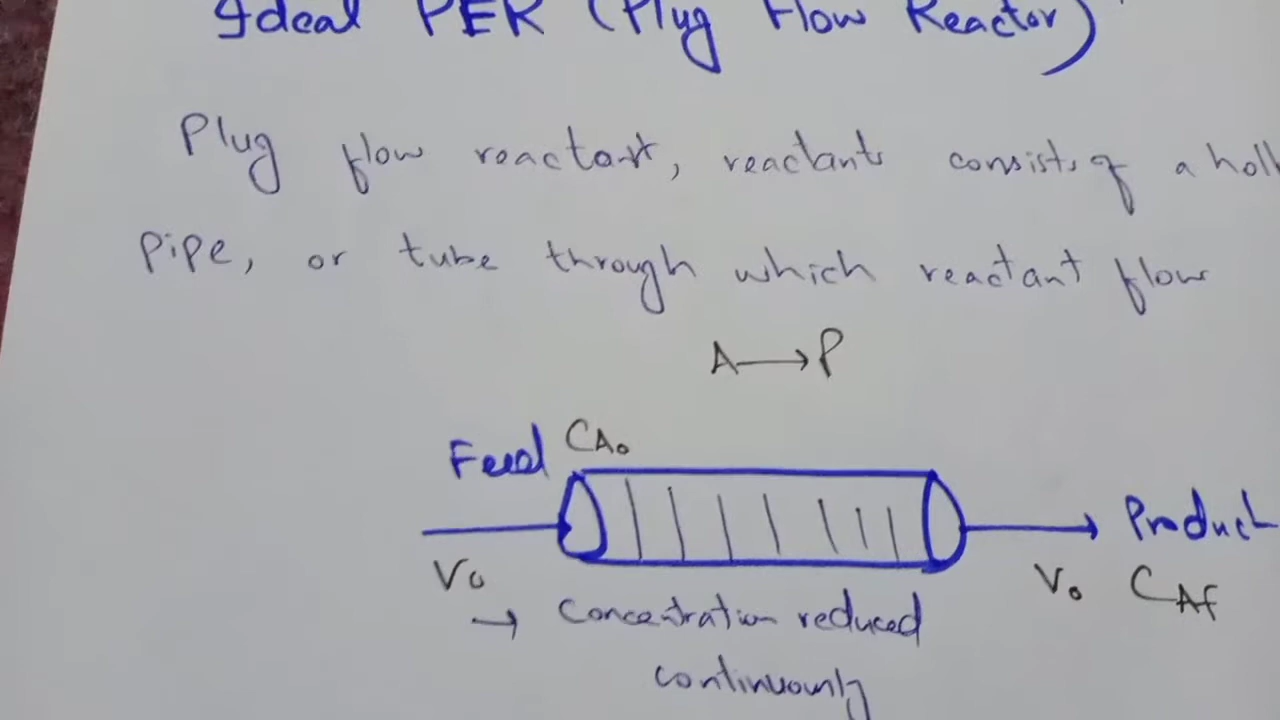 Ideal PFR (Plug Flow Reactor)
Plug flow reactort, reactants consists of a holl
pipe, or tube through which reactant flow
A → P
Feed CA₀
V₀
Product
V₀ CAf
→ Concentration reduced
continuously